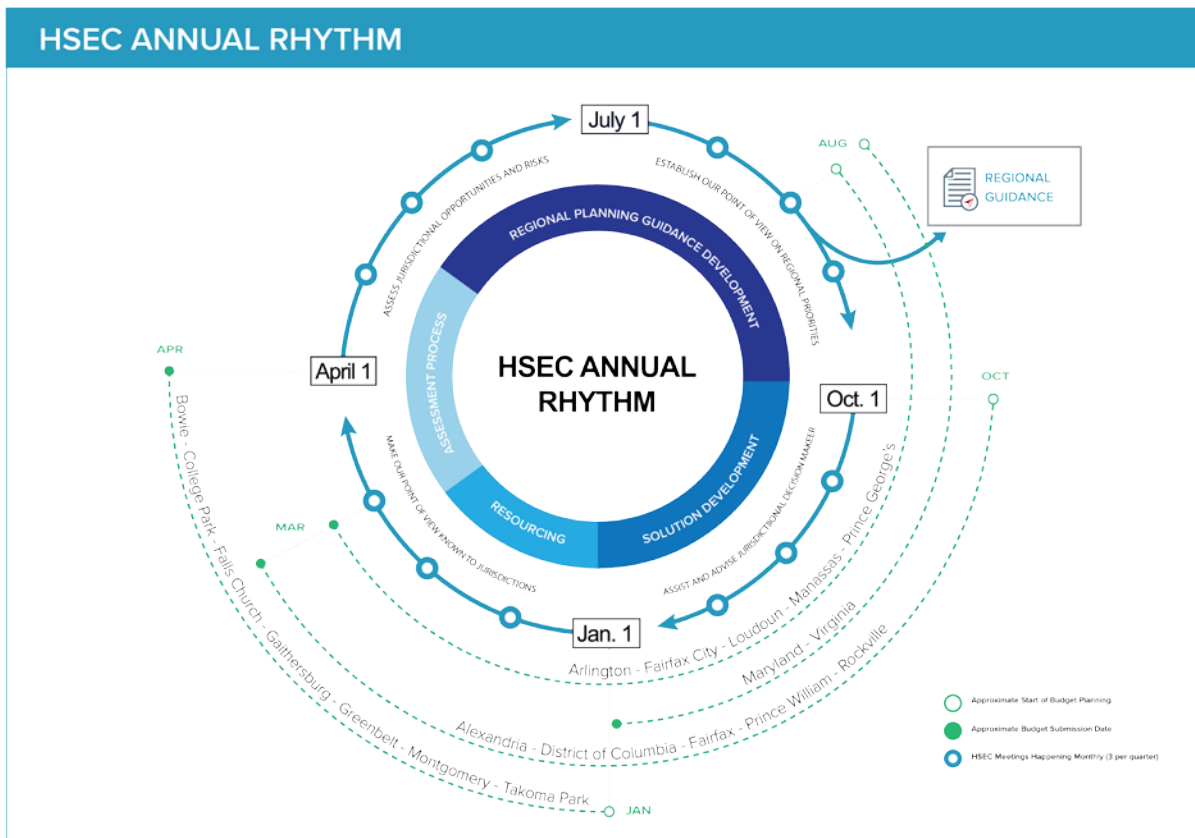 HSEC ANNUAL RHYTHM
July 1
AUG
REGIONAL
GUIDANCE
ASSESS JURISDICTIONAL OPPORTUNITIES AND RISKS
ESTABLISH OUR POINT OF VIEW ON REGIONAL PRIORITIES
REGIONAL PLANNING GUIDANCE DEVELOPMENT
ASSESSMENT PROCESS
HSEC ANNUAL
RHYTHM
APR
April 1
OCT
Oct. 1
RESOURCING
SOLUTION DEVELOPMENT
MAKE OUR POINT OF VIEW KNOWN TO JURISDICTIONS
ASSIST AND ADVISE JURISDICTIONAL DECISION MAKEER
MAR
Jan. 1
Arlington - Fairfax City - Loudoun - Manassas - Prince George's
Maryland - Virginia
Alexandria - District of Columbia - Fairfax - Prince William - Rockville
Bowie - College Park - Falls Church - Gaithersburg - Greenbelt - Montgomery - Takoma Park
JAN
Approximate Start of Budget Planning
Approximate Budget Submission Date
HSEC Meetings Happening Monthly (3 per quarter)